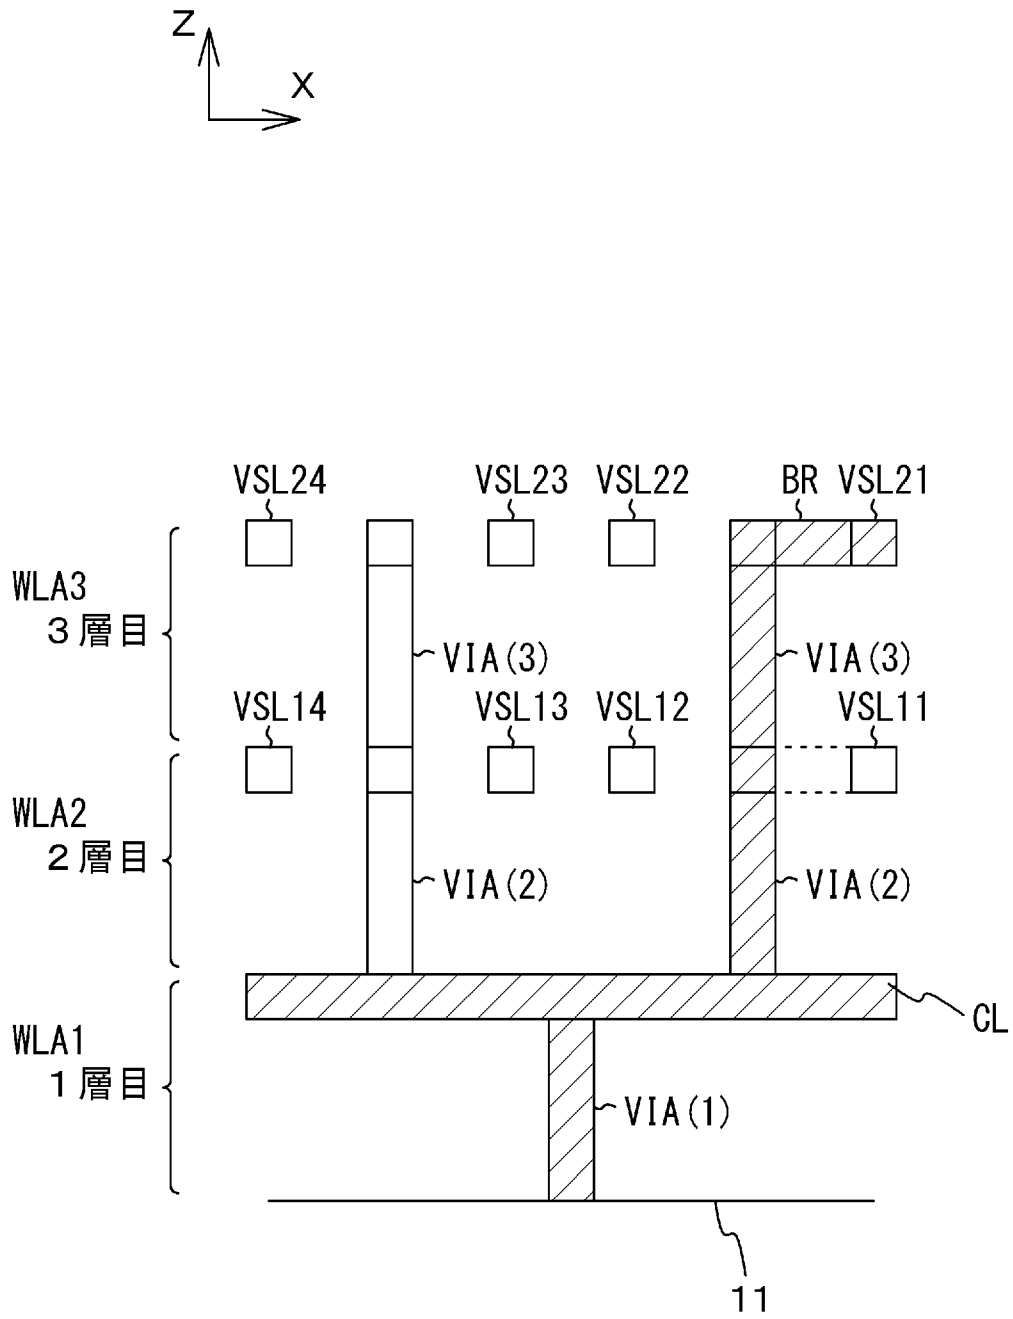 Z
X
VSL24
VSL23
VSL22
BR
VSL21
WLA3
3層目
VIA(3)
VIA(3)
VSL14
VSL13
VSL12
VSL11
WLA2
2層目
VIA(2)
VIA(2)
CL
WLA1
1層目
VIA(1)
11